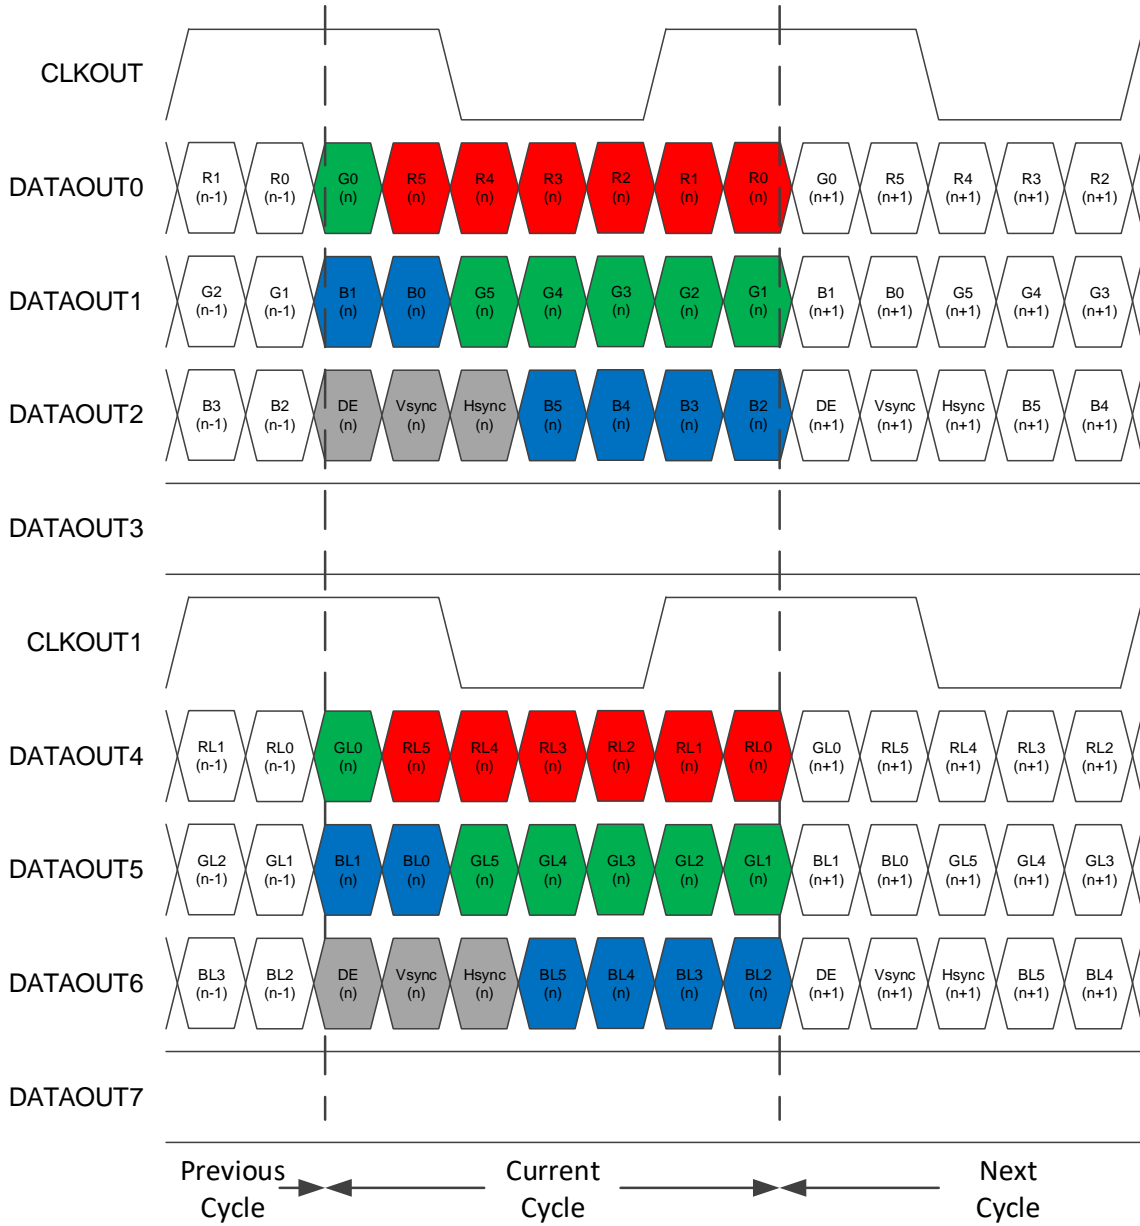 CLKOUT
DATAOUT0
R1 R0 G0 R5 R4 R3 R2 R1 R0 G0 R5 R4 R3 R2
(n-1) (n-1) (n) (n) (n) (n) (n) (n) (n) (n+1) (n+1) (n+1) (n+1) (n+1)
DATAOUT1
G2 G1 B1 B0 G5 G4 G3 G2 G1 B1 B0 G5 G4 G3
(n-1) (n-1) (n) (n) (n) (n) (n) (n) (n) (n+1) (n+1) (n+1) (n+1) (n+1)
DATAOUT2
B3 B2 DE Vsync Hsync B5 B4 B3 B2 DE Vsync Hsync B5 B4
(n-1) (n-1) (n) (n) (n) (n) (n) (n) (n) (n+1) (n+1) (n+1) (n+1) (n+1)
DATAOUT3
CLKOUT1
DATAOUT4
RL1 RL0 GL0 RL5 RL4 RL3 RL2 RL1 RL0 GL0 RL5 RL4 RL3 RL2
(n-1) (n-1) (n) (n) (n) (n) (n) (n) (n) (n+1) (n+1) (n+1) (n+1) (n+1)
DATAOUT5
GL2 GL1 BL1 BL0 GL5 GL4 GL3 GL2 GL1 BL1 BL0 GL5 GL4 GL3
(n-1) (n-1) (n) (n) (n) (n) (n) (n) (n) (n+1) (n+1) (n+1) (n+1) (n+1)
DATAOUT6
BL3 BL2 DE Vsync Hsync BL5 BL4 BL3 BL2 DE Vsync Hsync BL5 BL4
(n-1) (n-1) (n) (n) (n) (n) (n) (n) (n) (n+1) (n+1) (n+1) (n+1) (n+1)
DATAOUT7
Previous Current Next
Cycle Cycle Cycle